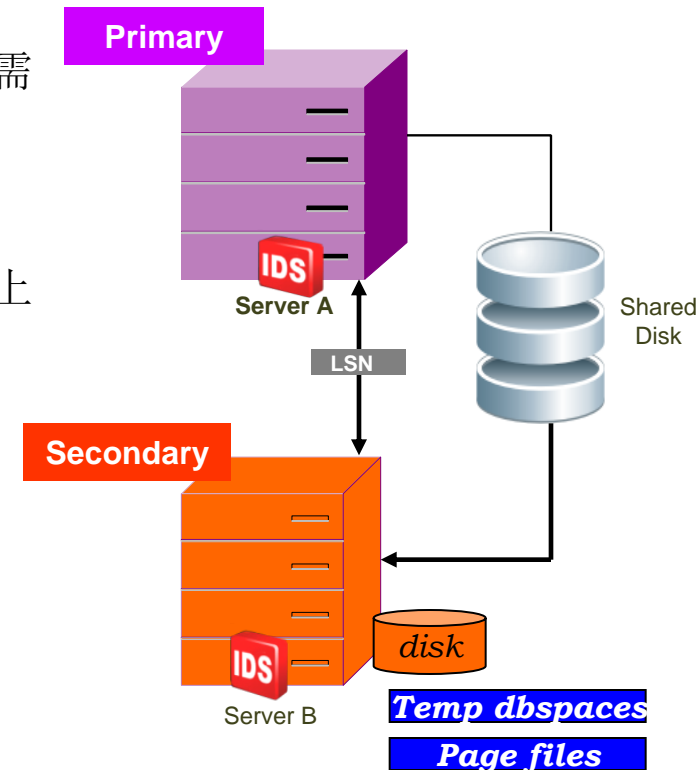 Primary
需
IDS
Server A
上
Shared
Disk
LSN
Secondary
disk
IDS
Server B
Temp dbspaces
Page files